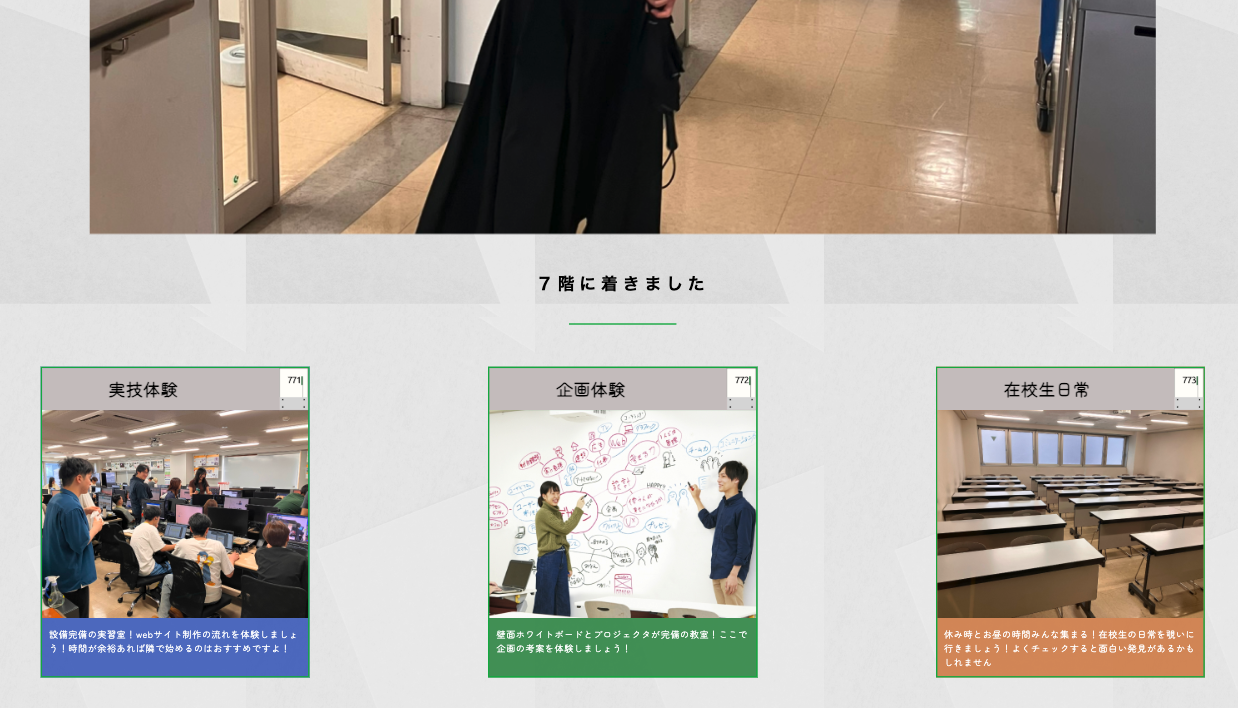 ７階に着きました
実技体験
771
設備完備の実習室！webサイト制作の流れを体験しましょ
う！時間が余裕あれば隣で始めるのはおすすめですよ！
企画体験
772
壁面ホワイトボードとプロジェクタが完備の教室！ここで
企画の考案を体験しましょう！
HAPPY
プレゼン
在校生日常
773
休み時とお昼の時間みんな集まる！在校生の日常を覗いに
行きましょう！よくチェックすると面白い発見があるかも
しれません